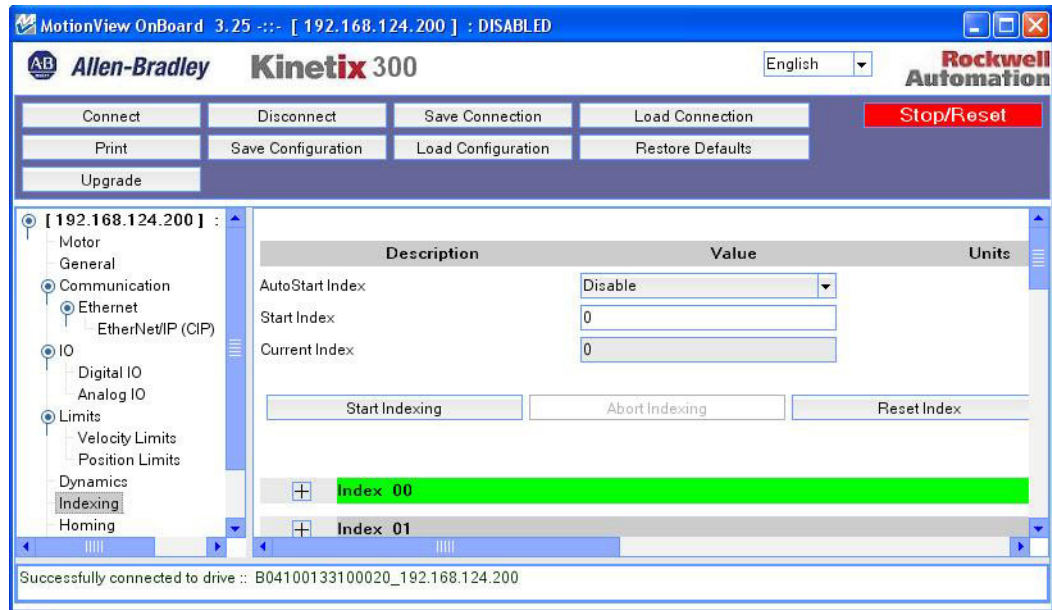 MotionView OnBoard 3.25 -::- [ 192.168.124.200 ] : DISABLED
AB Allen-Bradley Kinetix 300 English Rockwell Automation
Connect Disconnect Save Connection Load Connection Stop/Reset
Print Save Configuration Load Configuration Restore Defaults
Upgrade
[ 192.168.124.200 ] :
Motor
General
Communication
Ethernet
EtherNet/IP (CIP)
IO
Digital IO
Analog IO
Limits
Velocity Limits
Position Limits
Dynamics
Indexing
Homing
Description Value Units
AutoStart Index Disable
Start Index 0
Current Index 0
Start Indexing Abort Indexing Reset Index
Index 00
Index 01
Successfully connected to drive :: B04100133100020_192.168.124.200